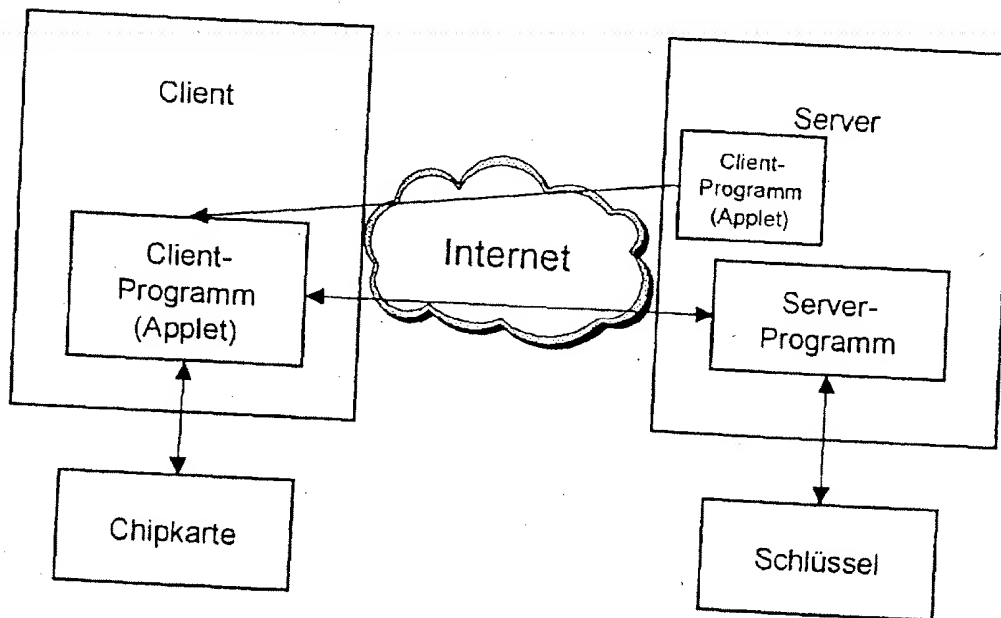 Client
Server
Client-
Programm
(Applet)
Internet
Client-
Programm
(Applet)
Server-
Programm
Chipkarte
Schlüssel